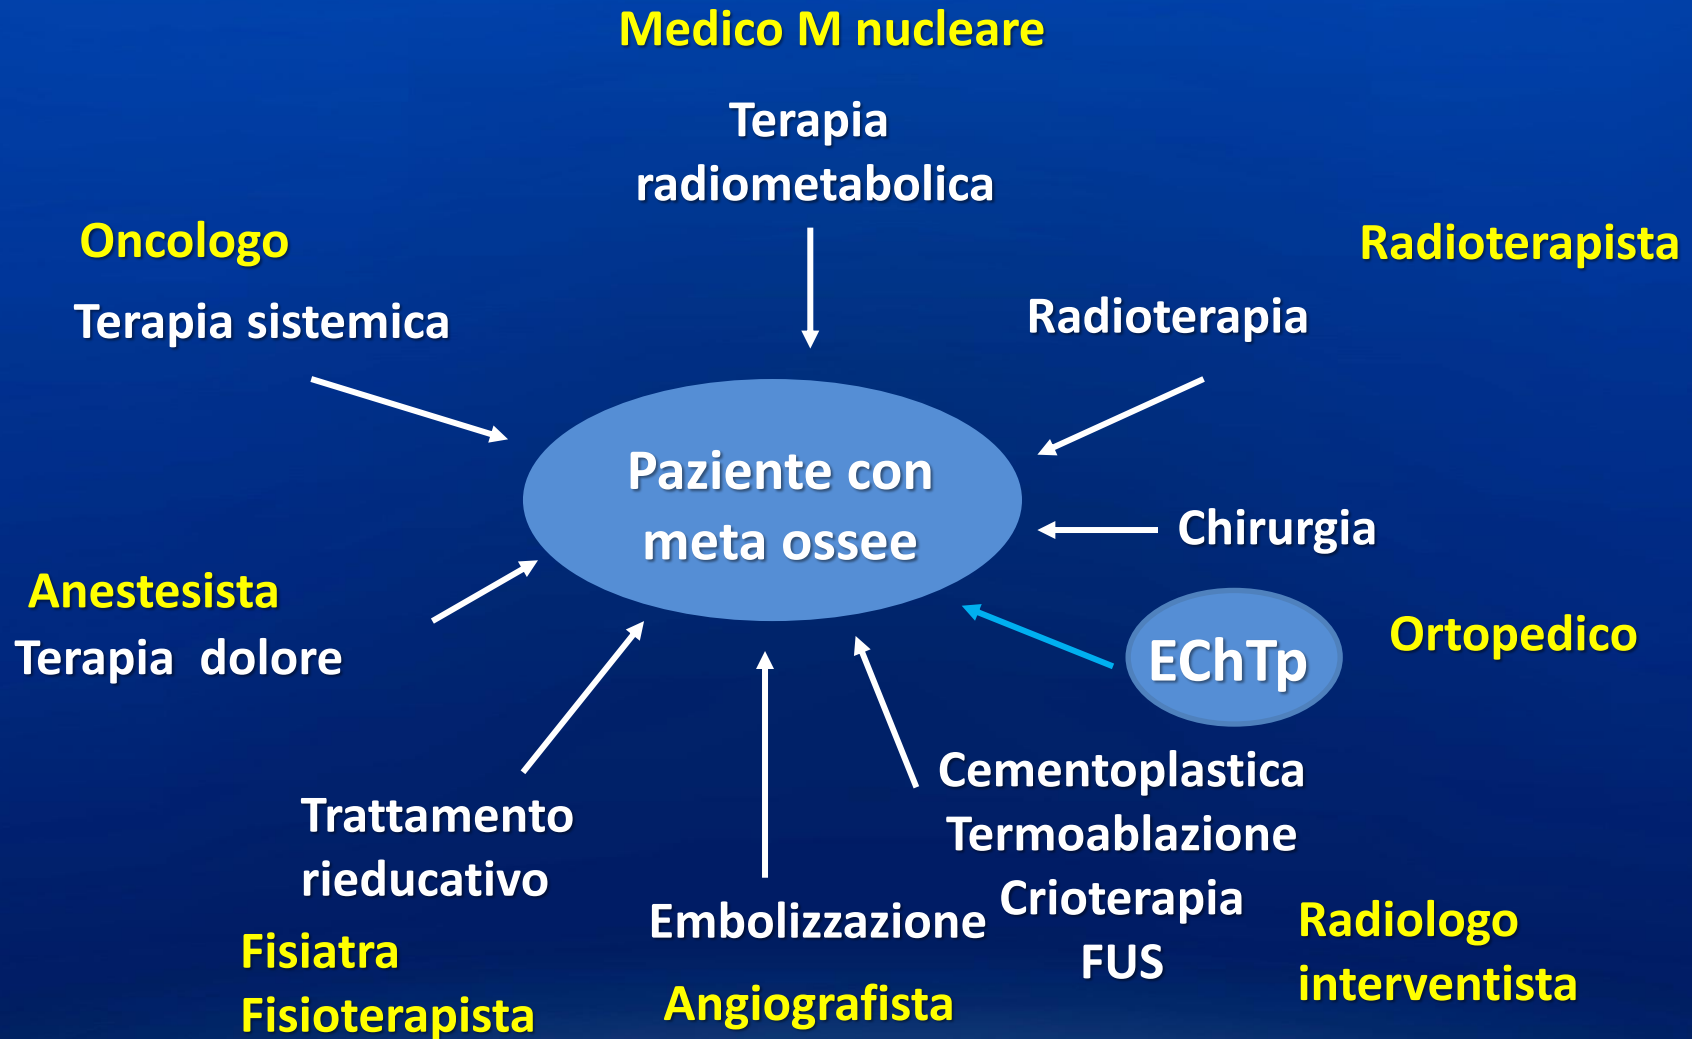 Medico M nucleare
Terapia
radiometabolica
Oncologo
Terapia sistemica
Radioterapista
Radioterapia
Paziente con
meta ossee
Chirurgia
Anestesista
Terapia dolore
EChTp
Ortopedico
Trattamento
rieducativo
Fisiatra
Fisioterapista
Embolizzazione
Angiografista
Cementoplastica
Termoablazione
Crioterapia
FUS
Radiologo
interventista